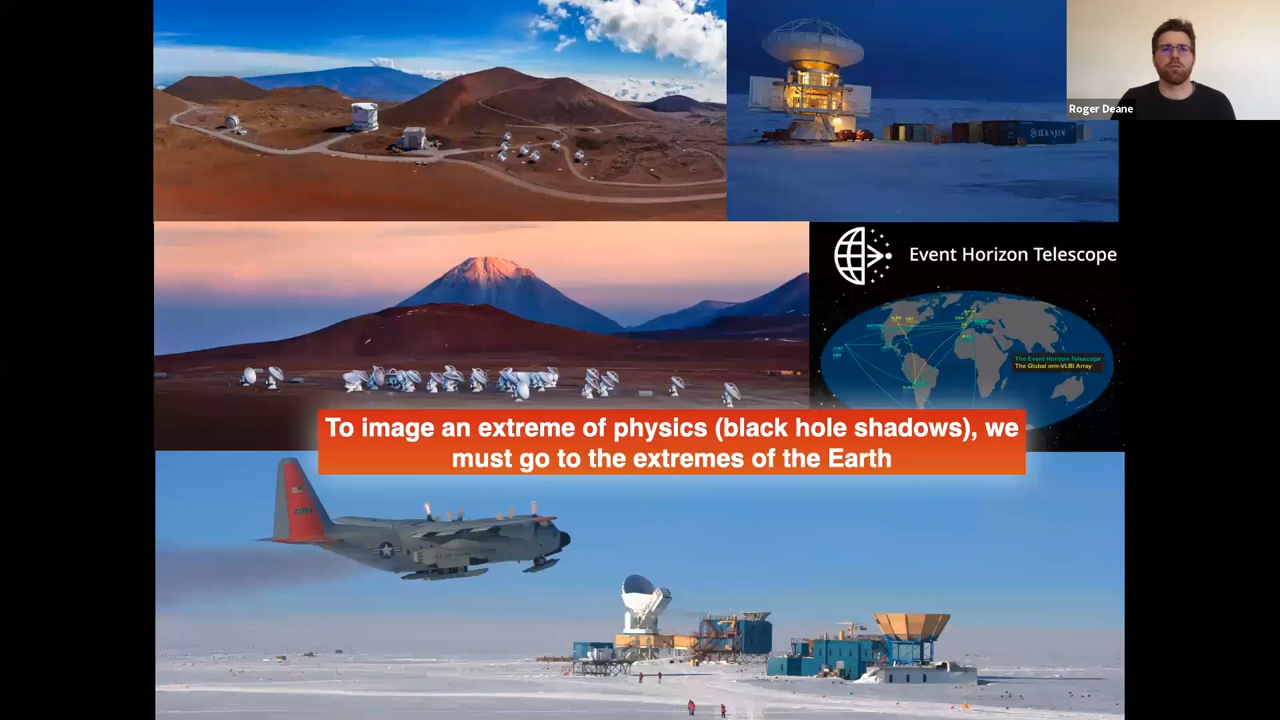 HANJIN
Roger Deane
Event Horizon Telescope
The Event Horizon Telescope
The Global mm-VLBI Array
To image an extreme of physics (black hole shadows), we
must go to the extremes of the Earth